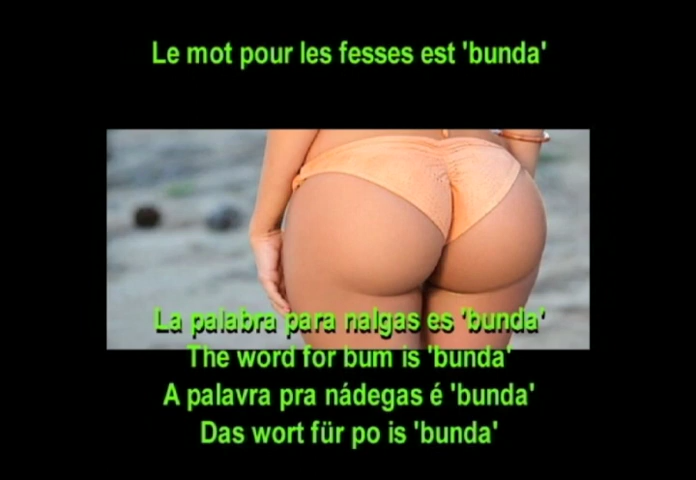 Le mot pour les fesses est 'bunda'
La palabra para nalgas es 'bunda'
The word for bum is 'bunda'
A palavra pra nádegas é 'bunda'
Das wort für po is 'bunda'